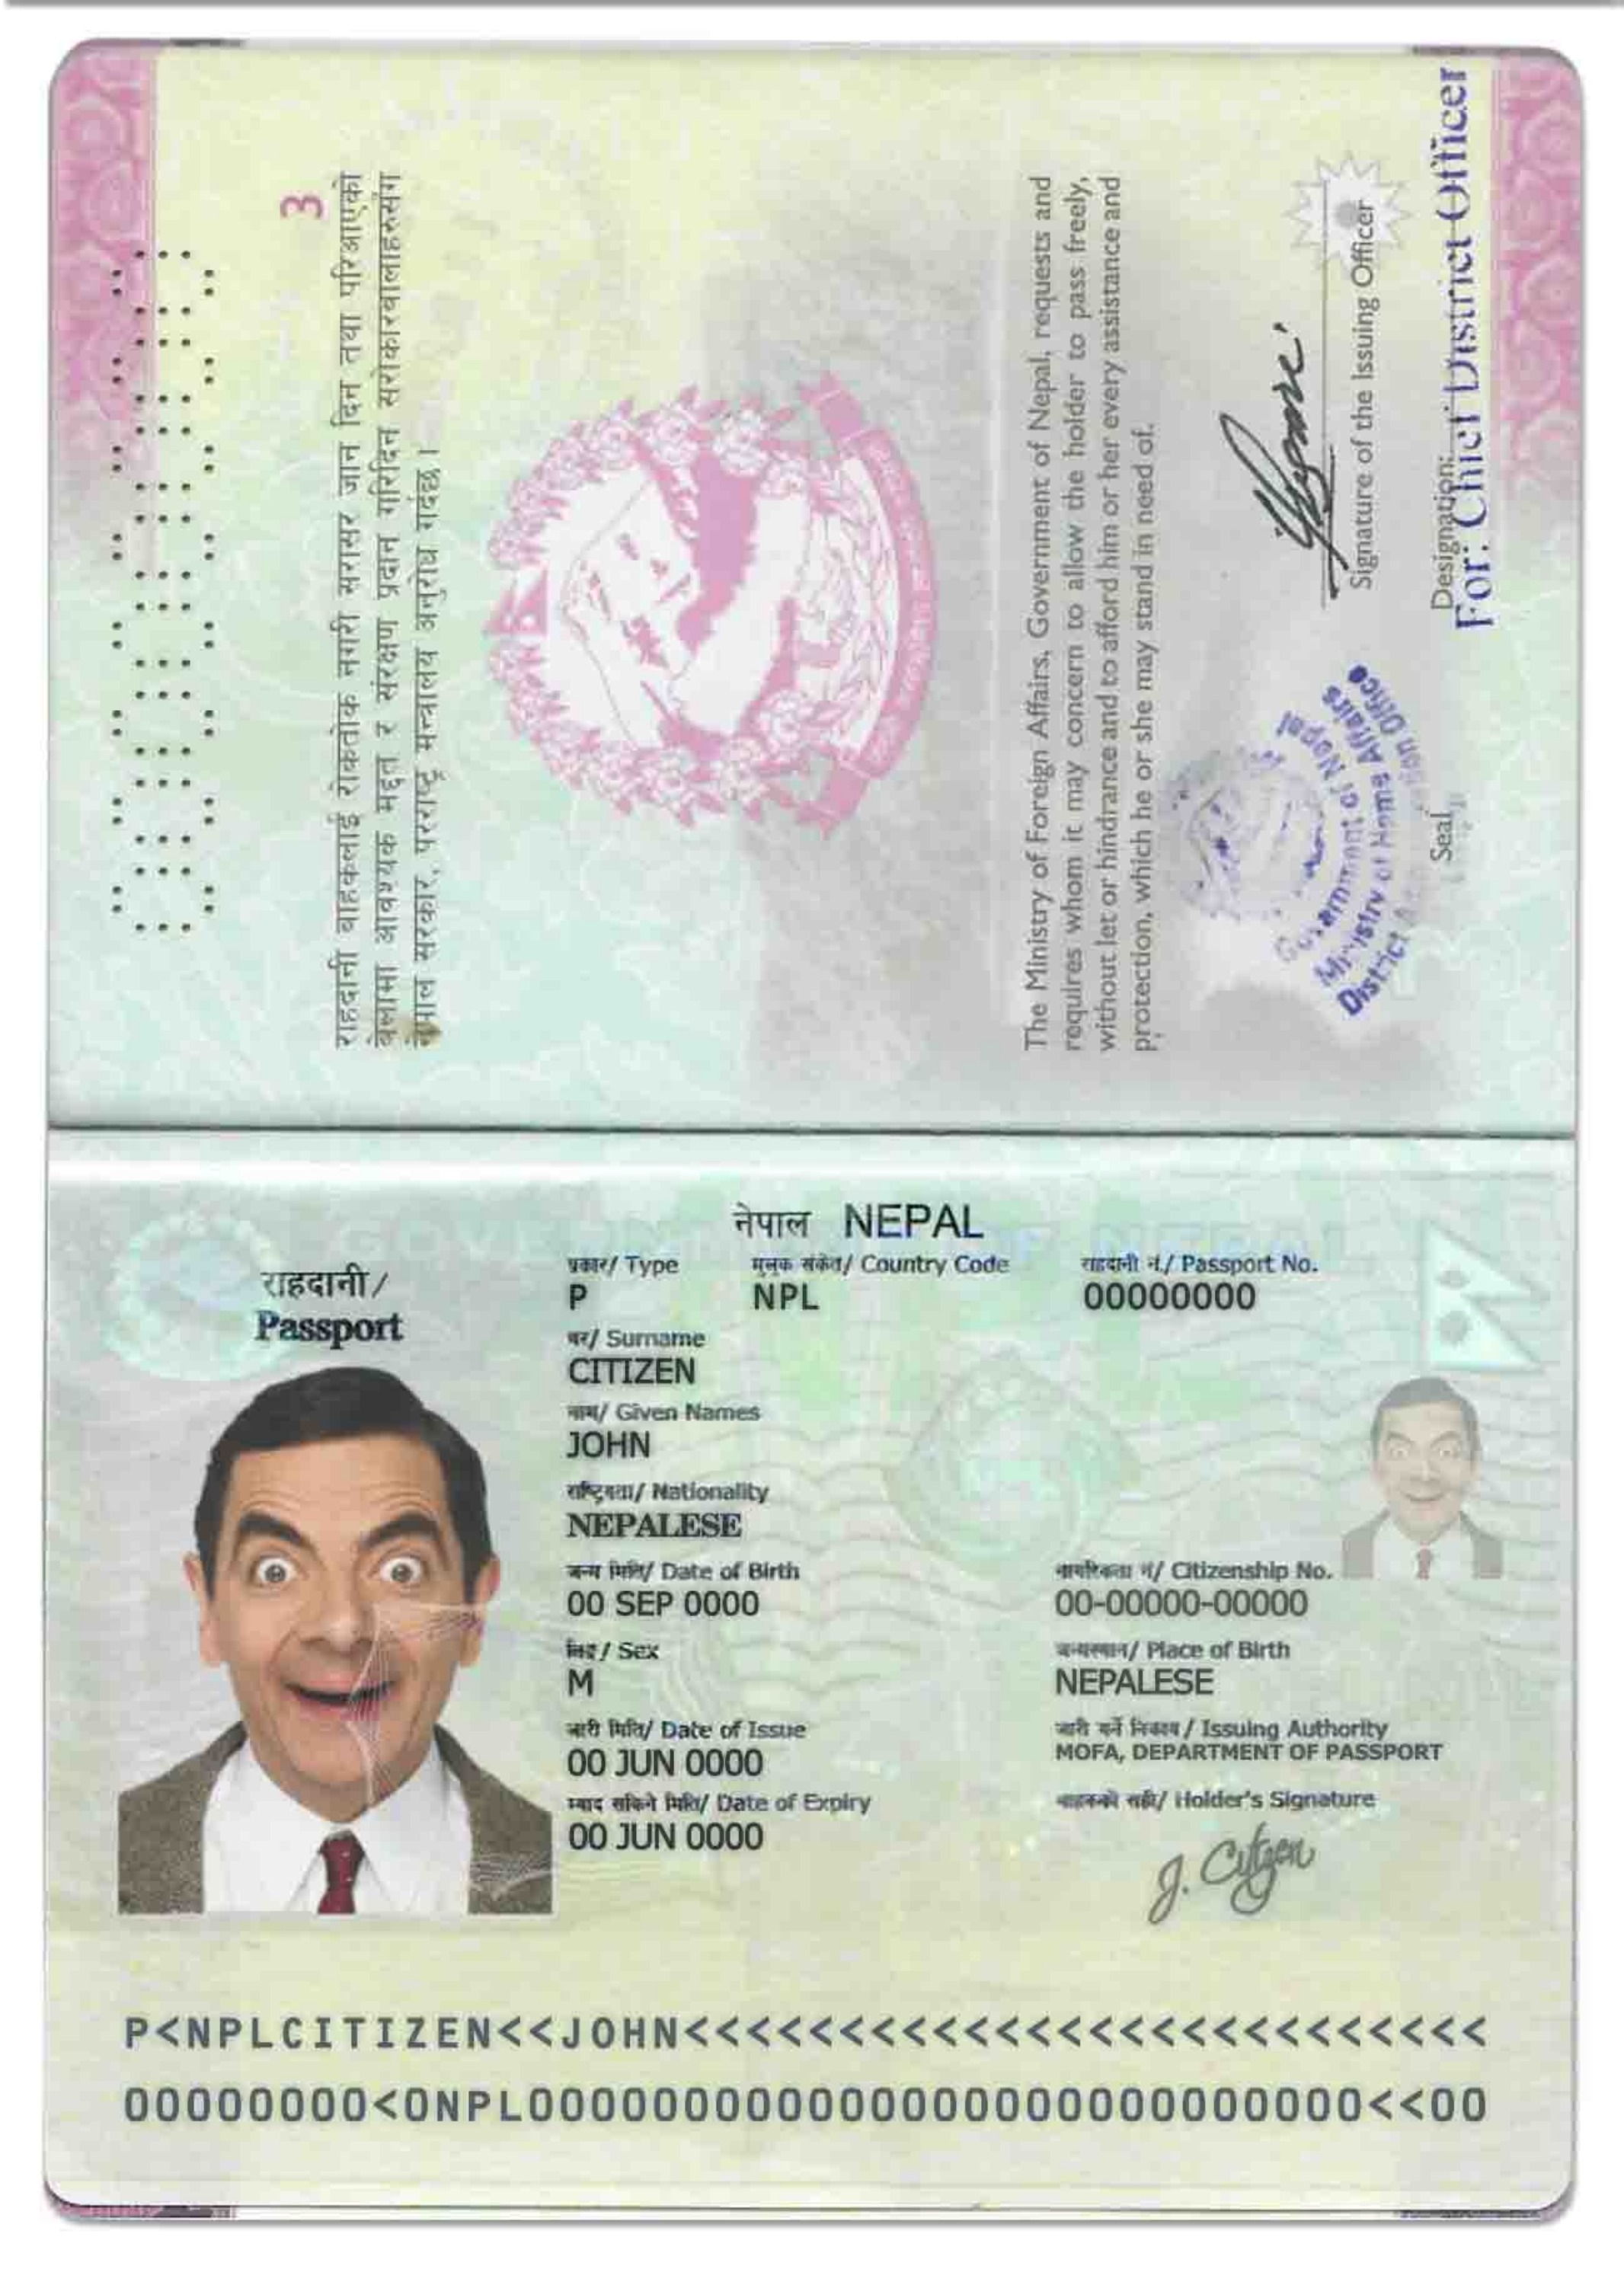 3
राहदानी वाहकलाई रोकतोक नगरी सरासर जान दिन तथा परिआएको
बेलामा आवश्यक मद्दत र संरक्षण प्रदान गरिदिन सरोकारवालाहरुसंग
नेपाल सरकार, परराष्ट्र मन्त्रालय अनुरोध गर्दछ।
The Ministry of Foreign Affairs, Government of Nepal, requests and
requires whom it may concern to allow the holder to pass freely,
without let or hindrance and to afford him or her every assistance and
protection, which he or she may stand in need of.
Signature of the Issuing Officer
Designation:
For: Chief District Officer
Government of Nepal
Ministry of Home Affairs
District Office
Seal
नेपाल NEPAL
राहदानी/
Passport
प्रकार/ Type
P
मुलुक संकेत/ Country Code
NPL
राहदानी नं./ Passport No.
00000000
थर/ Surname
CITIZEN
नाम/ Given Names
JOHN
राष्ट्रियता/ Nationality
NEPALESE
जन्म मिति/ Date of Birth
00 SEP 0000
नागरिकता नं/ Citizenship No.
00-00000-00000
लिङ्ग/ Sex
M
जन्मस्थान/ Place of Birth
NEPALESE
जारी मिति/ Date of Issue
00 JUN 0000
जारी गर्ने निकाय/ Issuing Authority
MOFA, DEPARTMENT OF PASSPORT
म्याद सकिने मिति/ Date of Expiry
00 JUN 0000
वाहकको सही/ Holder's Signature
J. Citizen
P<NPLCITIZEN<<JOHN<<<<<<<<<<<<<<<<<<<<<<<<<<
00000000<0NPL0000000000000000000000000000<<00